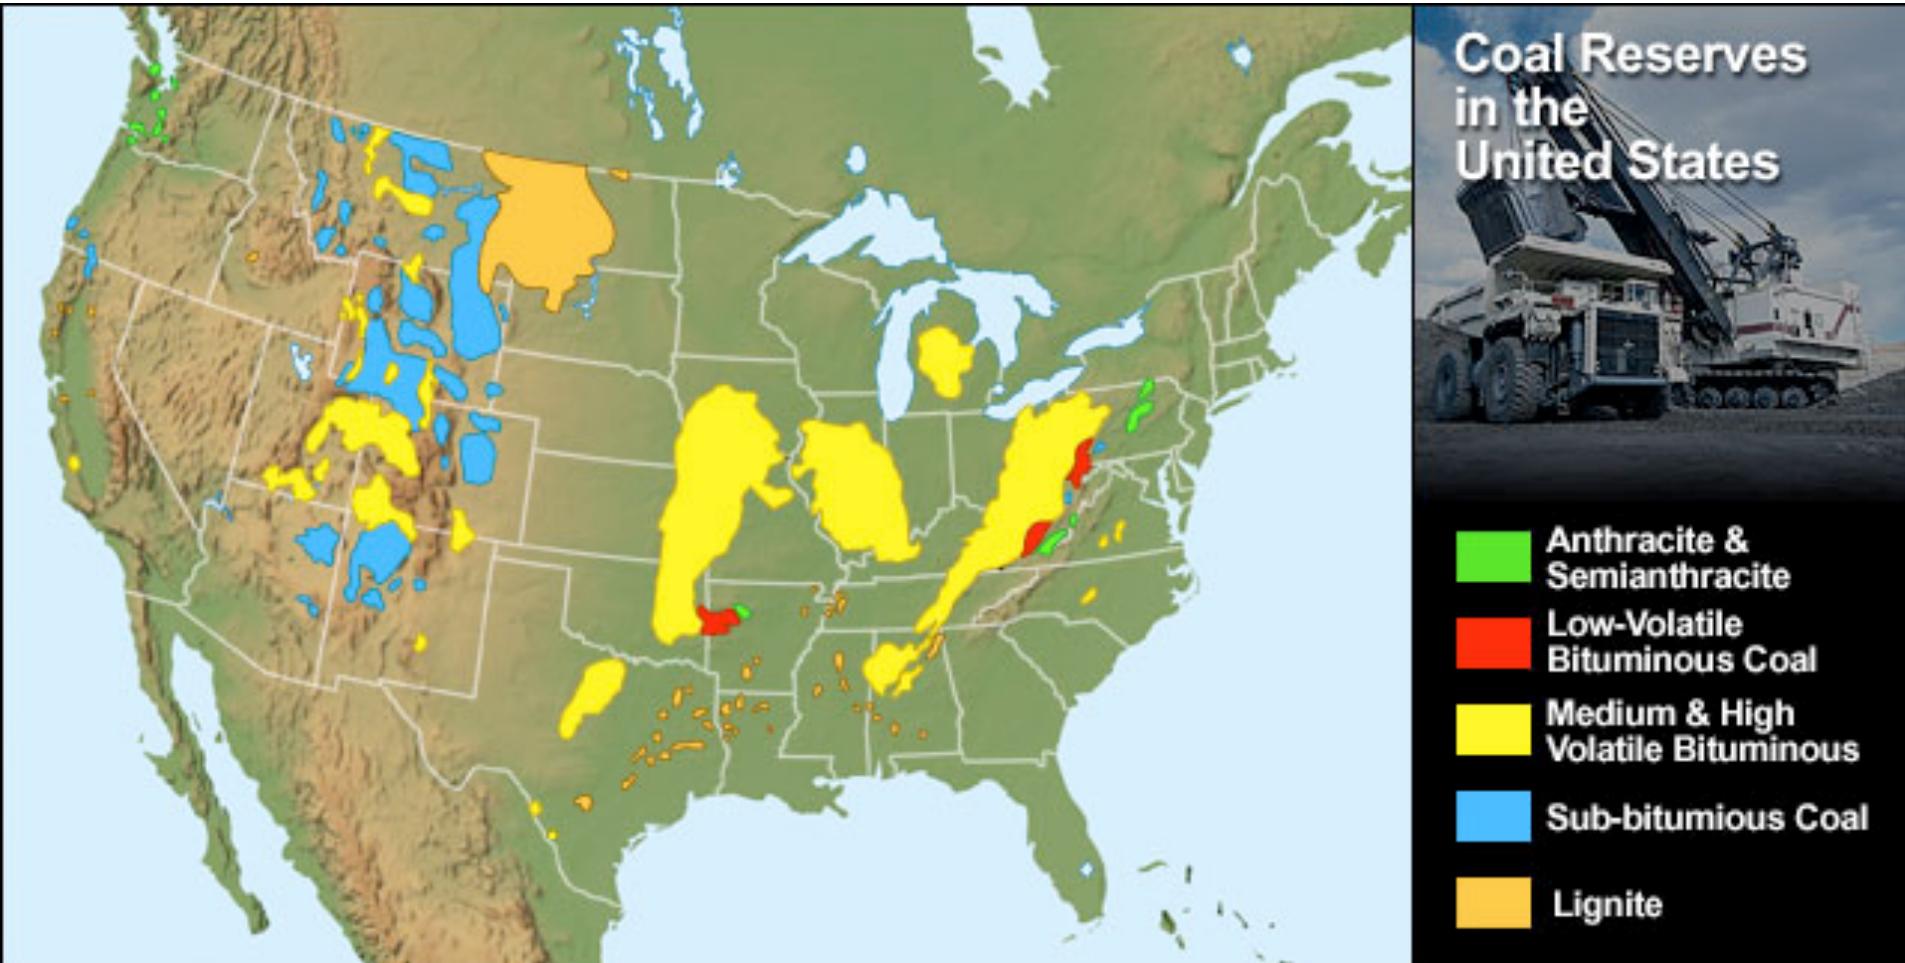 Coal Reserves
in the
United States
Anthracite &
Semianthracite
Low-Volatile
Bituminous Coal
Medium & High
Volatile Bituminous
Sub-bitumious Coal
Lignite